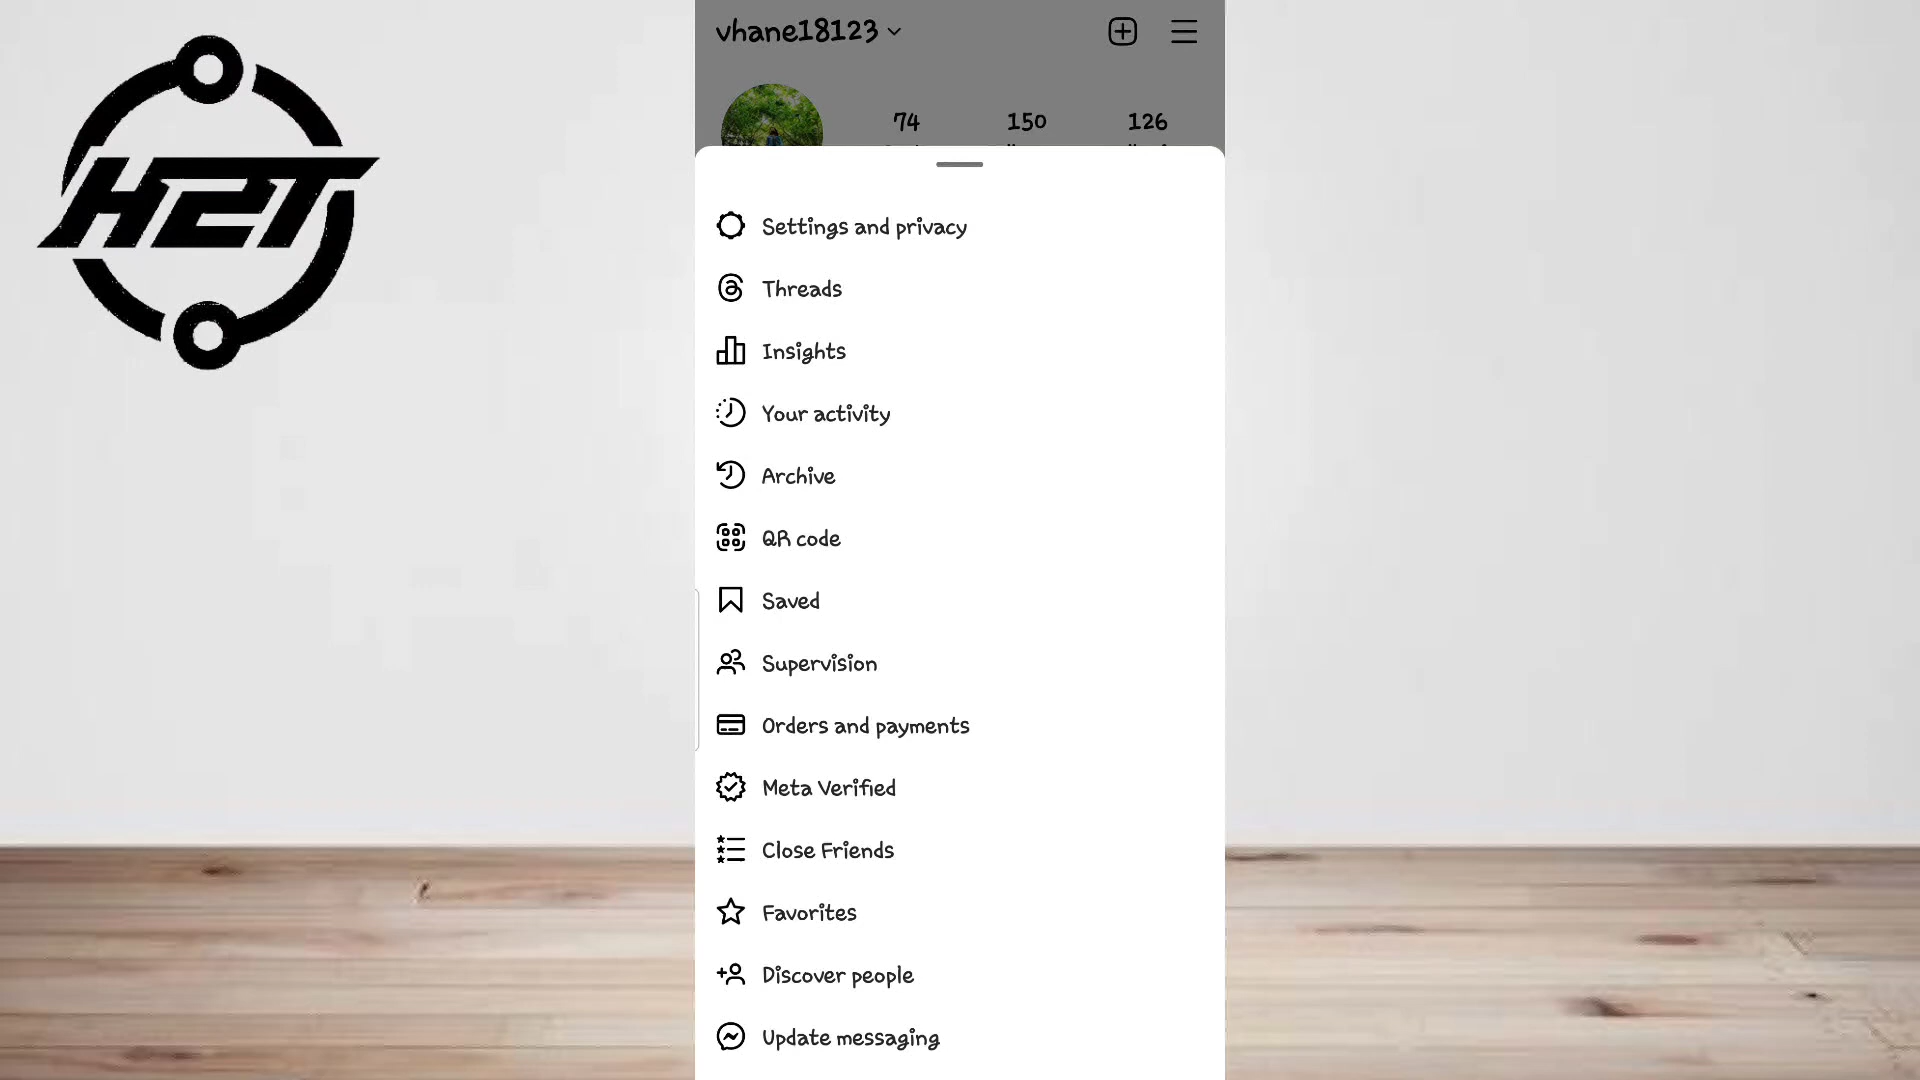 H2T
vhane18123
74 150 126
Settings and privacy
Threads
Insights
Your activity
Archive
QR code
Saved
Supervision
Orders and payments
Meta Verified
Close Friends
Favorites
Discover people
Update messaging